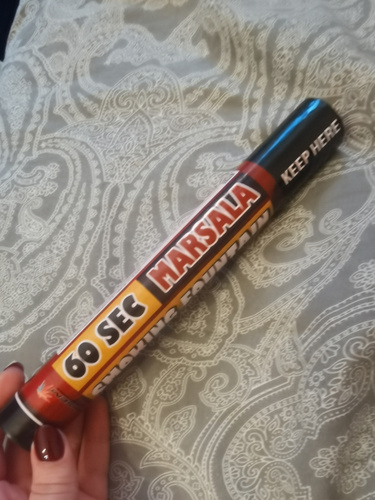 60 SEC MARSALA
SMOKING FOUNTAIN
KEEP HERE